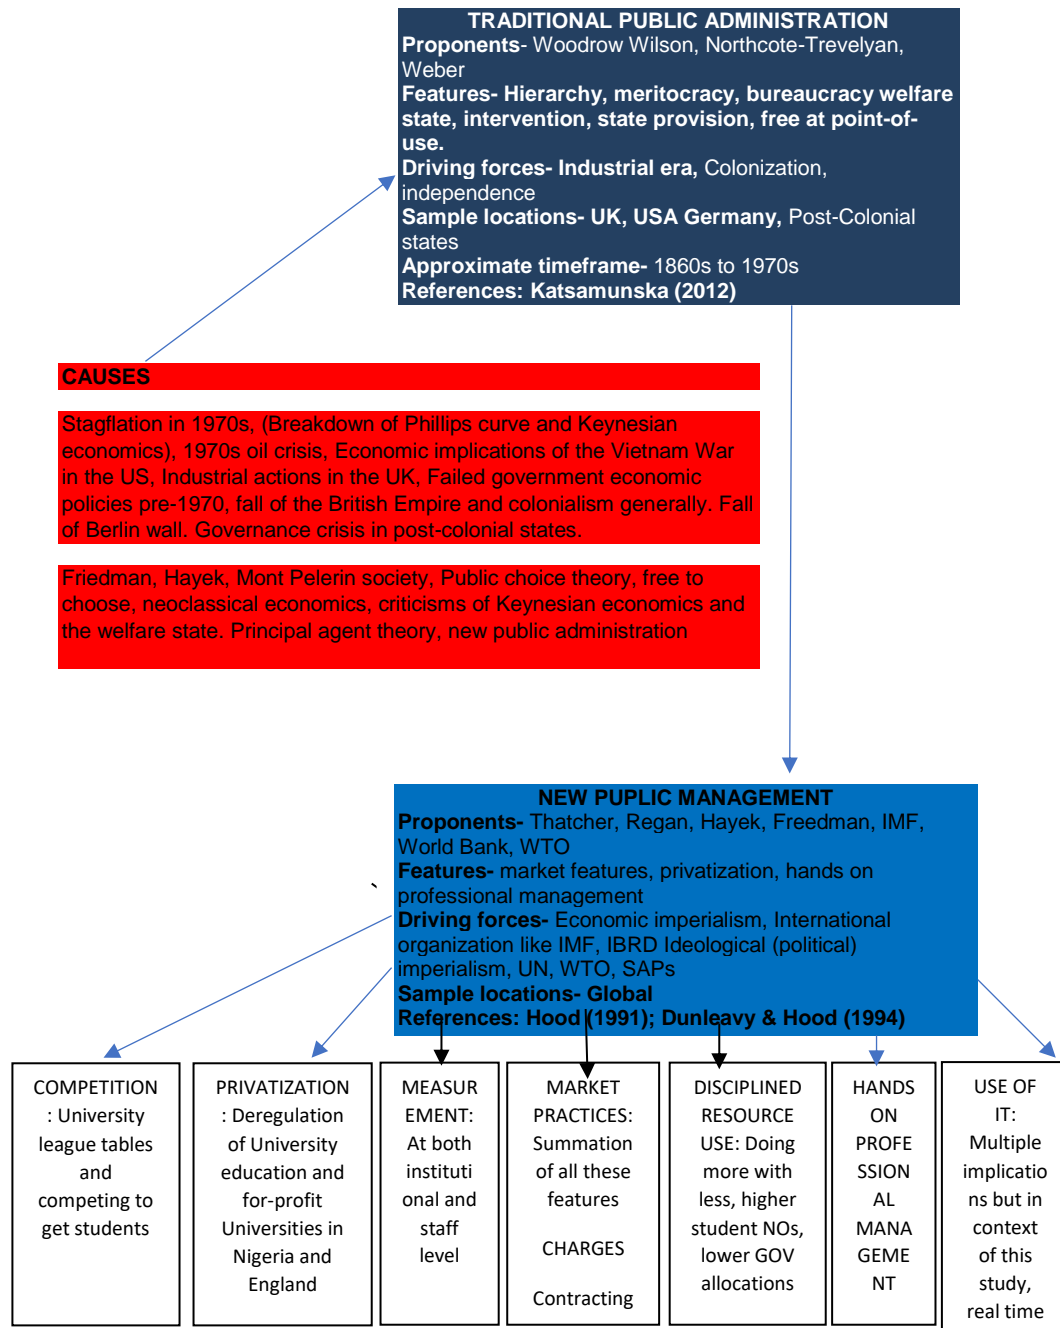 TRADITIONAL PUBLIC ADMINISTRATION
Proponents- Woodrow Wilson, Northcote-Trevelyan,
Weber
Features- Hierarchy, meritocracy, bureaucracy welfare
state, intervention, state provision, free at point-of-
use.
Driving forces- Industrial era, Colonization,
independence
Sample locations- UK, USA Germany, Post-Colonial
states
Approximate timeframe- 1860s to 1970s
References: Katsamunska (2012)
CAUSES
Stagflation in 1970s, (Breakdown of Phillips curve and Keynesian
economics), 1970s oil crisis, Economic implications of the Vietnam War
in the US, Industrial actions in the UK, Failed government economic
policies pre-1970, fall of the British Empire and colonialism generally. Fall
of Berlin wall. Governance crisis in post-colonial states.
Friedman, Hayek, Mont Pelerin society, Public choice theory, free to
choose, neoclassical economics, criticisms of Keynesian economics and
the welfare state. Principal agent theory, new public administration
NEW PUPLIC MANAGEMENT
Proponents- Thatcher, Regan, Hayek, Freedman, IMF,
World Bank, WTO
Features- market features, privatization, hands on
professional management
Driving forces- Economic imperialism, International
organization like IMF, IBRD Ideological (political)
imperialism, UN, WTO, SAPs
Sample locations- Global
References: Hood (1991); Dunleavy & Hood (1994)
COMPETITION
: University
league tables
and
competing to
get students
PRIVATIZATION
: Deregulation
of University
education and
for-profit
Universities in
Nigeria and
England
MEASUR
EMENT:
At both
instituti
onal and
staff
level
MARKET
PRACTICES:
Summation
of all these
features
CHARGES
Contracting
DISCIPLINED
RESOURCE
USE: Doing
more with
less, higher
student NOs,
lower GOV
allocations
HANDS
ON
PROFE
SSION
AL
MANA
GEME
NT
USE OF
IT:
Multiple
implicatio
ns but in
context
of this
study,
real time